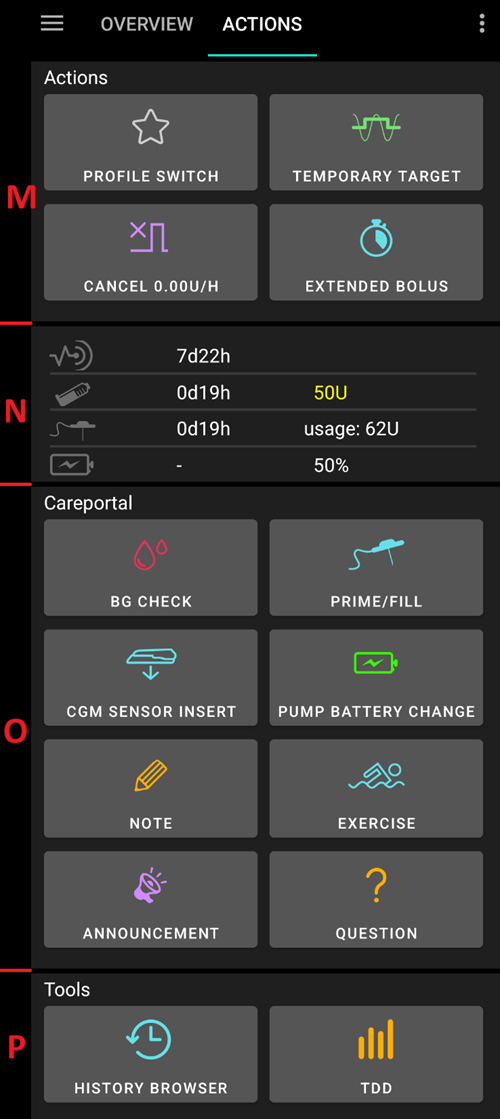 OVERVIEW ACTIONS
Actions
PROFILE SWITCH TEMPORARY TARGET
M
CANCEL 0.00U/H EXTENDED BOLUS
7d22h
0d19h 50U
N
0d19h usage: 62U
- 50%
Careportal
BG CHECK PRIME/FILL
CGM SENSOR INSERT PUMP BATTERY CHANGE
O
NOTE EXERCISE
ANNOUNCEMENT QUESTION
Tools
P
HISTORY BROWSER TDD